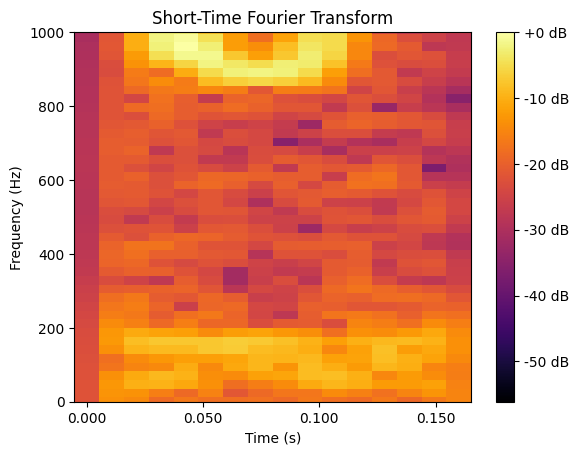 Short-Time Fourier Transform
1000
800
600
400
200
0
Frequency (Hz)
0.000
0.050
0.100
0.150
Time (s)
+0 dB
-10 dB
-20 dB
-30 dB
-40 dB
-50 dB